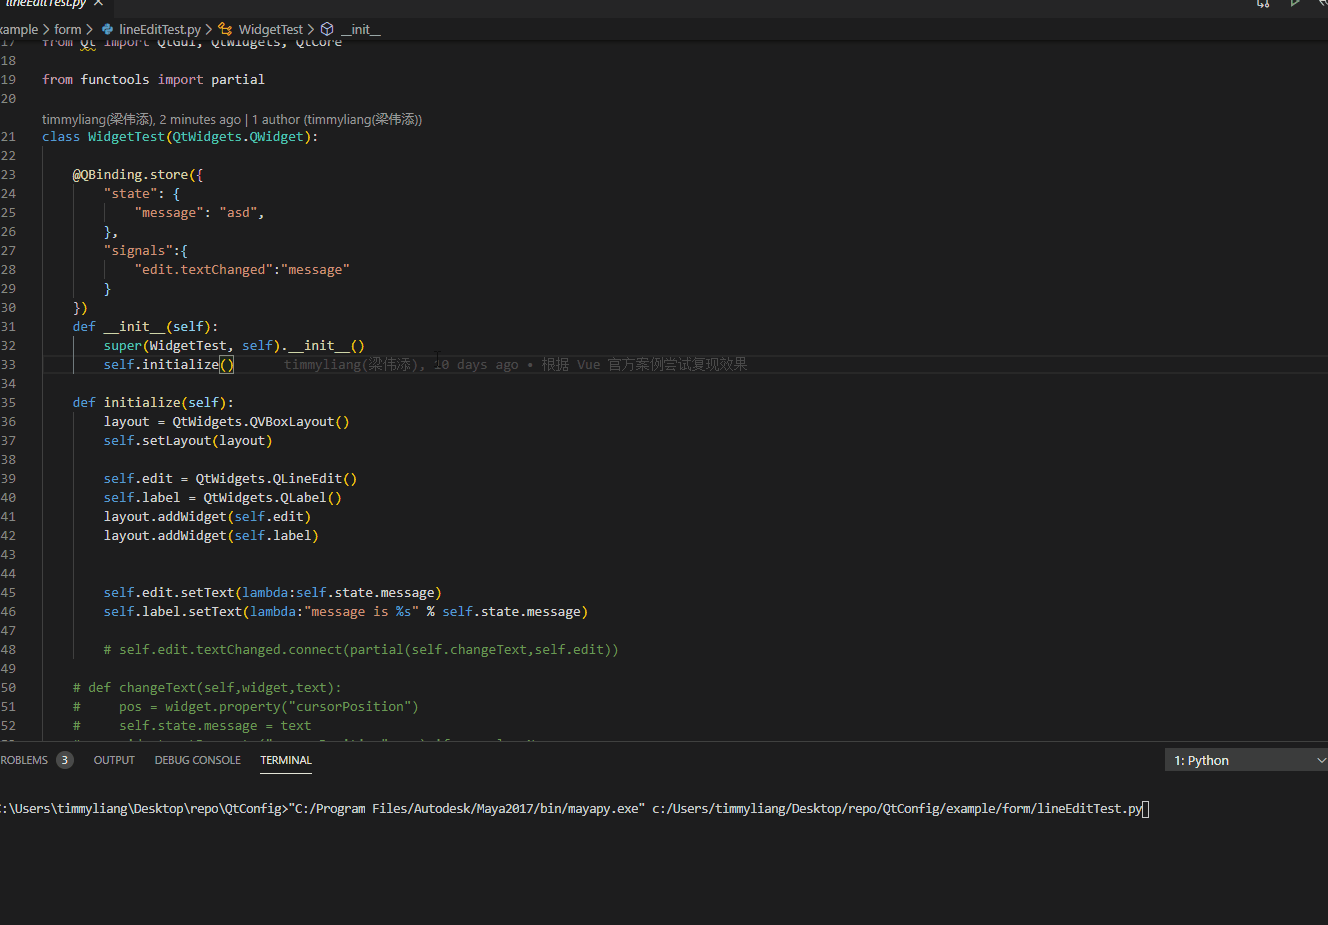 lineEditTest.py ×
xample > form > lineEditTest.py > WidgetTest > __init__
17 from Qt import QtGui, QtWidgets, QtCore
18
19 from functools import partial
20
timmyliang(梁伟添), 2 minutes ago | 1 author (timmyliang(梁伟添))
21 class WidgetTest(QtWidgets.QWidget):
22
23     @QBinding.store({
24         "state": {
25             "message": "asd",
26         },
27         "signals":{
28             "edit.textChanged":"message"
29         }
30     })
31     def __init__(self):
32         super(WidgetTest, self).__init__()
33         self.initialize()    timmyliang(梁伟添), 10 days ago • 根据 Vue 官方案例尝试复现效果
34
35     def initialize(self):
36         layout = QtWidgets.QVBoxLayout()
37         self.setLayout(layout)
38
39         self.edit = QtWidgets.QLineEdit()
40         self.label = QtWidgets.QLabel()
41         layout.addWidget(self.edit)
42         layout.addWidget(self.label)
43
44
45         self.edit.setText(lambda:self.state.message)
46         self.label.setText(lambda:"message is %s" % self.state.message)
47
48         # self.edit.textChanged.connect(partial(self.changeText,self.edit))
49
50     # def changeText(self,widget,text):
51     #     pos = widget.property("cursorPosition")
52     #     self.state.message = text
ROBLEMS 3 OUTPUT DEBUG CONSOLE TERMINAL 1: Python
:\Users\timmyliang\Desktop\repo\QtConfig>"C:/Program Files/Autodesk/Maya2017/bin/mayapy.exe" c:/Users/timmyliang/Desktop/repo/QtConfig/example/form/lineEditTest.py